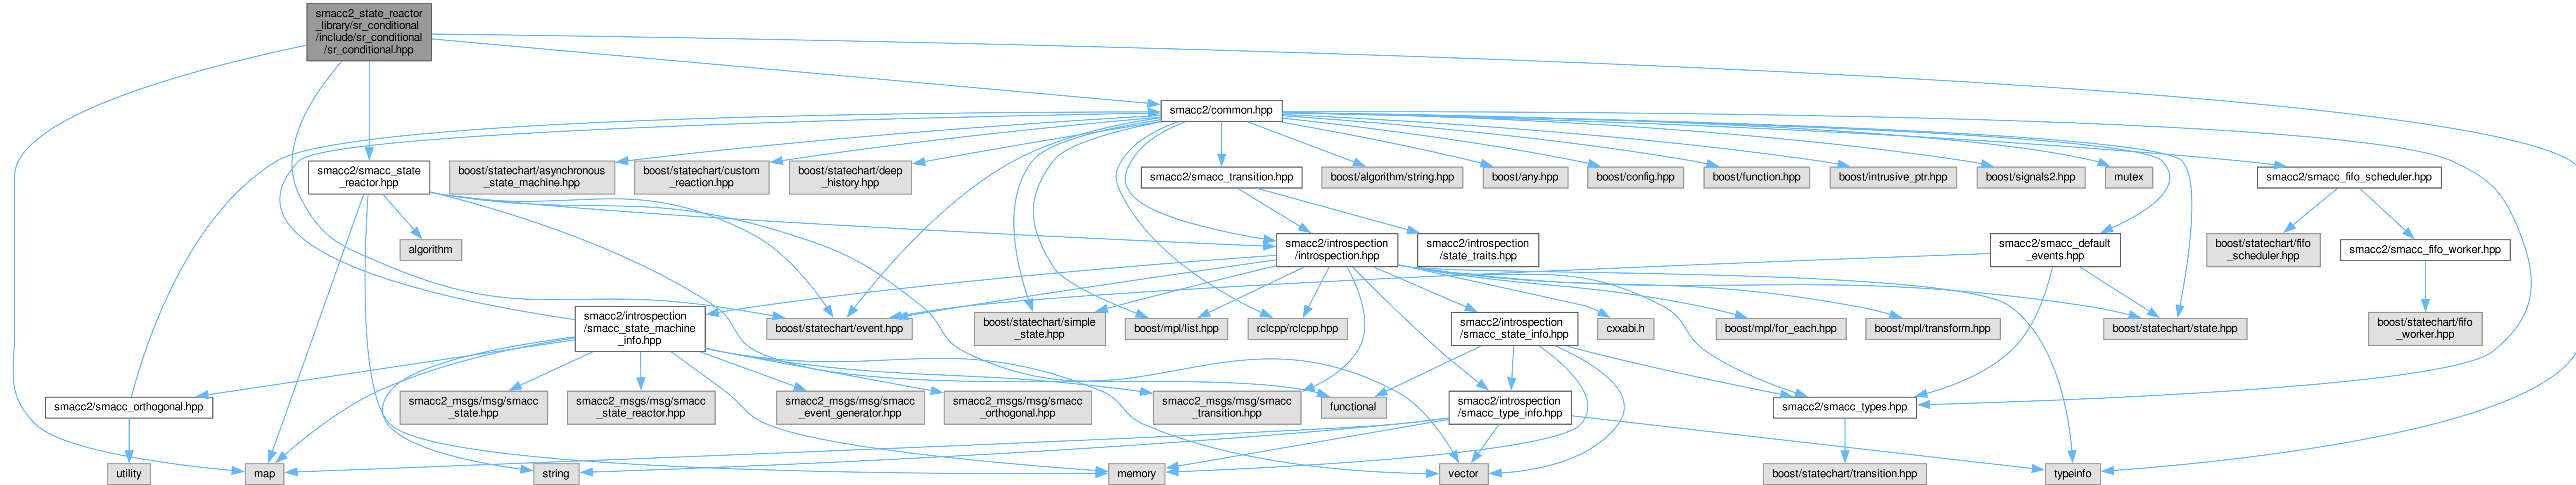 smacc2_state_reactor
_library/sr_conditional
/include/sr_conditional
/sr_conditional.hpp
smacc2/common.hpp
smacc2/smacc_state
_reactor.hpp
boost/statechart/asynchronous
_state_machine.hpp
boost/statechart/custom
_reaction.hpp
boost/statechart/deep
_history.hpp
smacc2/smacc_transition.hpp
boost/algorithm/string.hpp
boost/any.hpp
boost/config.hpp
boost/function.hpp
boost/intrusive_ptr.hpp
boost/signals2.hpp
mutex
smacc2/smacc_fifo_scheduler.hpp
algorithm
smacc2/introspection
/introspection.hpp
smacc2/introspection
/state_traits.hpp
smacc2/smacc_default
_events.hpp
boost/statechart/fifo
_scheduler.hpp
smacc2/smacc_fifo_worker.hpp
smacc2/introspection
/smacc_state_machine
_info.hpp
boost/statechart/event.hpp
boost/statechart/simple
_state.hpp
boost/mpl/list.hpp
rclcpp/rclcpp.hpp
smacc2/introspection
/smacc_state_info.hpp
cxxabi.h
boost/mpl/for_each.hpp
boost/mpl/transform.hpp
boost/statechart/state.hpp
boost/statechart/fifo
_worker.hpp
smacc2/smacc_orthogonal.hpp
smacc2_msgs/msg/smacc
_state.hpp
smacc2_msgs/msg/smacc
_state_reactor.hpp
smacc2_msgs/msg/smacc
_event_generator.hpp
smacc2_msgs/msg/smacc
_orthogonal.hpp
smacc2_msgs/msg/smacc
_transition.hpp
functional
smacc2/introspection
/smacc_type_info.hpp
smacc2/smacc_types.hpp
utility
map
string
memory
vector
boost/statechart/transition.hpp
typeinfo